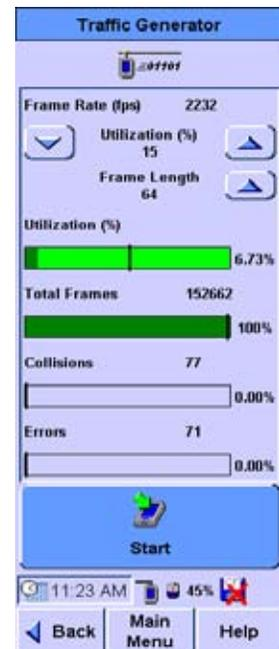 Traffic Generator
01101
Frame Rate (fps) 2232
Utilization (%)
15
Frame Length
64
Utilization (%)
6.73%
Total Frames 152662
100%
Collisions 77
0.00%
Errors 71
0.00%
Start
11:23 AM 45%
Back Main Menu Help